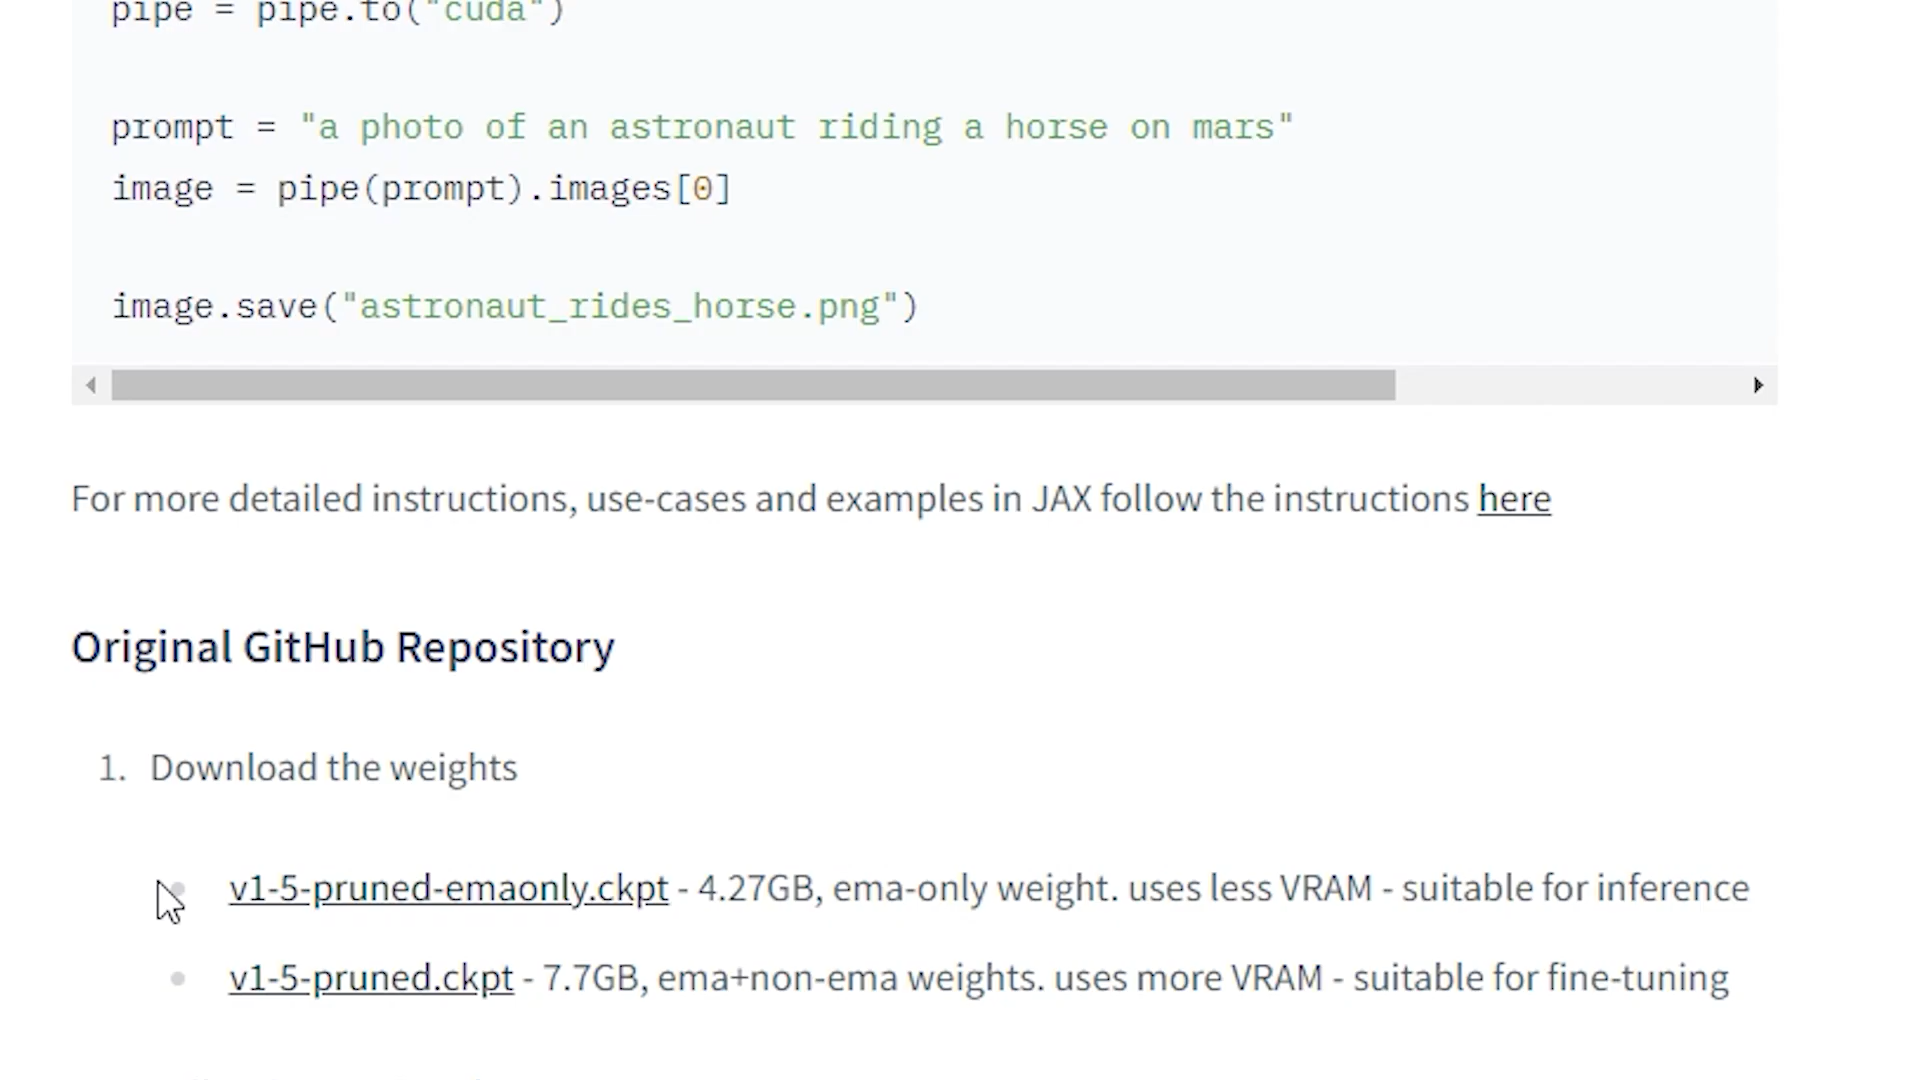 pipe = pipe.to("cuda")
prompt = "a photo of an astronaut riding a horse on mars"
image = pipe(prompt).images[0]
image.save("astronaut_rides_horse.png")
For more detailed instructions, use-cases and examples in JAX follow the instructions here
Original GitHub Repository
1. Download the weights
v1-5-pruned-emaonly.ckpt - 4.27GB, ema-only weight. uses less VRAM - suitable for inference
v1-5-pruned.ckpt - 7.7GB, ema+non-ema weights. uses more VRAM - suitable for fine-tuning